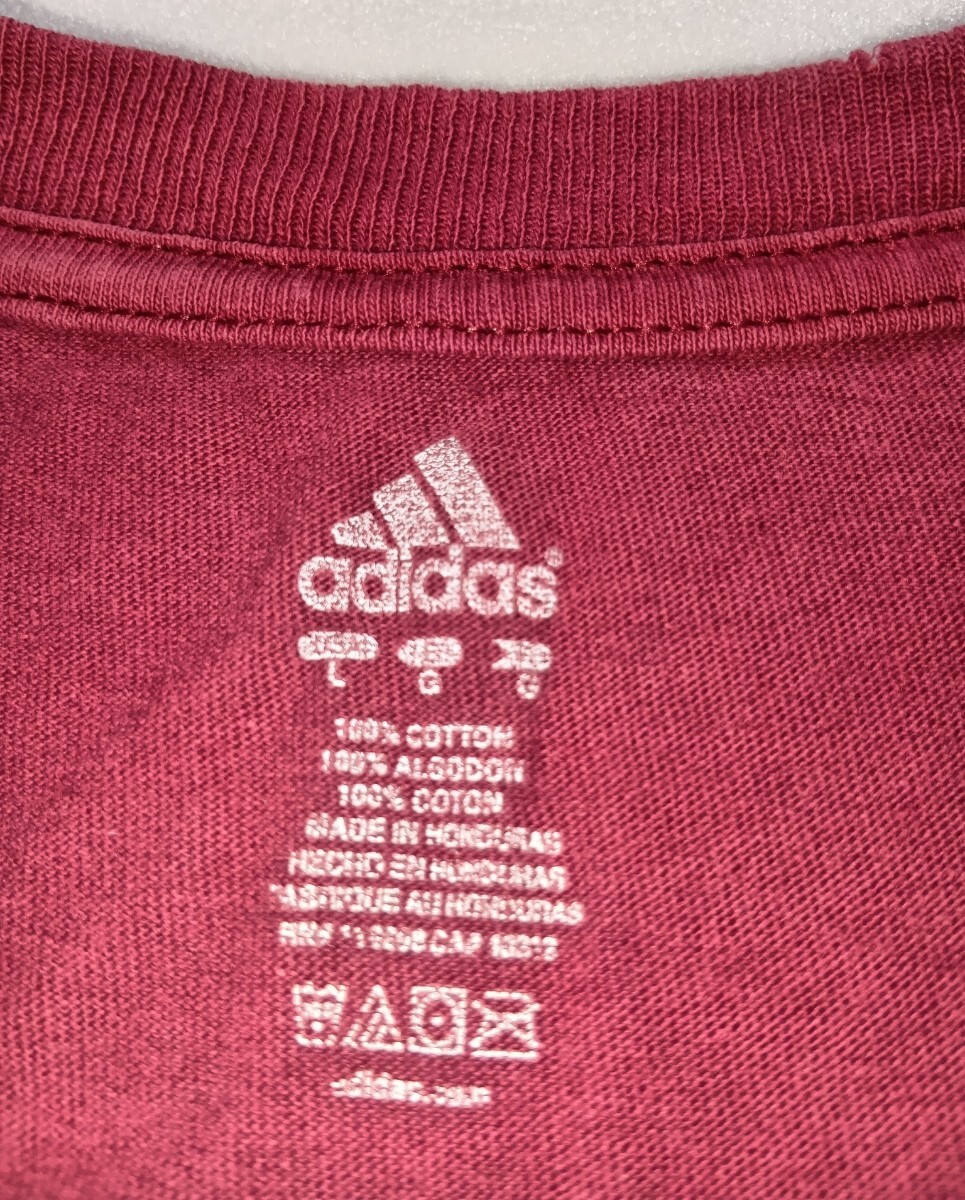 adidas®
L G G
100% COTTON
100% ALGODON
100% COTON
MADE IN HONDURAS
HECHO EN HONDURAS
FABRIQUE AU HONDURAS
adidas.com